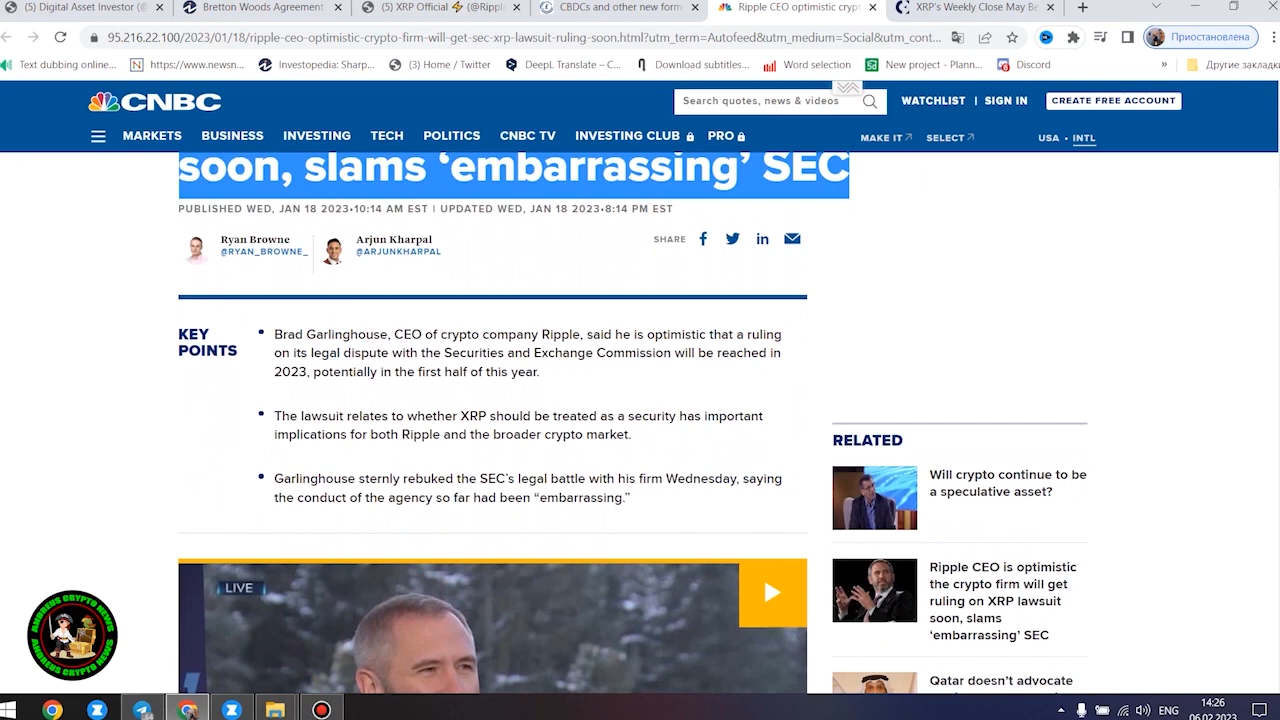 Digital Asset Investor (@
Bretton Woods Agreement
(5) XRP Official ⚡ (@Rippl
CBDCs and other new form
Ripple CEO optimistic crypt
XRP's Weekly Close May Be
95.216.22.100/2023/01/18/ripple-ceo-optimistic-crypto-firm-will-get-sec-xrp-lawsuit-ruling-soon.html?utm_term=Autofeed&utm_medium=Social&utm_cont...
Приостановлена
Text dubbing online...
https://www.newsn...
Investopedia: Sharp...
(3) Home / Twitter
DeepL Translate – C...
Download subtitles...
Word selection
New project - Plann...
Discord
»
Другие закладки
CNBC
Search quotes, news & videos
WATCHLIST | SIGN IN
CREATE FREE ACCOUNT
MARKETS BUSINESS INVESTING TECH POLITICS CNBC TV INVESTING CLUB PRO
MAKE IT SELECT
USA • INTL
soon, slams ‘embarrassing’ SEC
PUBLISHED WED, JAN 18 2023•10:14 AM EST | UPDATED WED, JAN 18 2023•8:14 PM EST
Ryan Browne
@RYAN_BROWNE_
Arjun Kharpal
@ARJUNKHARPAL
SHARE
KEY
POINTS
Brad Garlinghouse, CEO of crypto company Ripple, said he is optimistic that a ruling
on its legal dispute with the Securities and Exchange Commission will be reached in
2023, potentially in the first half of this year.
The lawsuit relates to whether XRP should be treated as a security has important
implications for both Ripple and the broader crypto market.
Garlinghouse sternly rebuked the SEC’s legal battle with his firm Wednesday, saying
the conduct of the agency so far had been “embarrassing.”
RELATED
Will crypto continue to be
a speculative asset?
Ripple CEO is optimistic
the crypto firm will get
ruling on XRP lawsuit
soon, slams
‘embarrassing’ SEC
Qatar doesn’t advocate
LIVE
ANDREUS CRYPTO NEWS
ANDREUS CRYPTO NEWS
ENG
14:26
06.02.2023